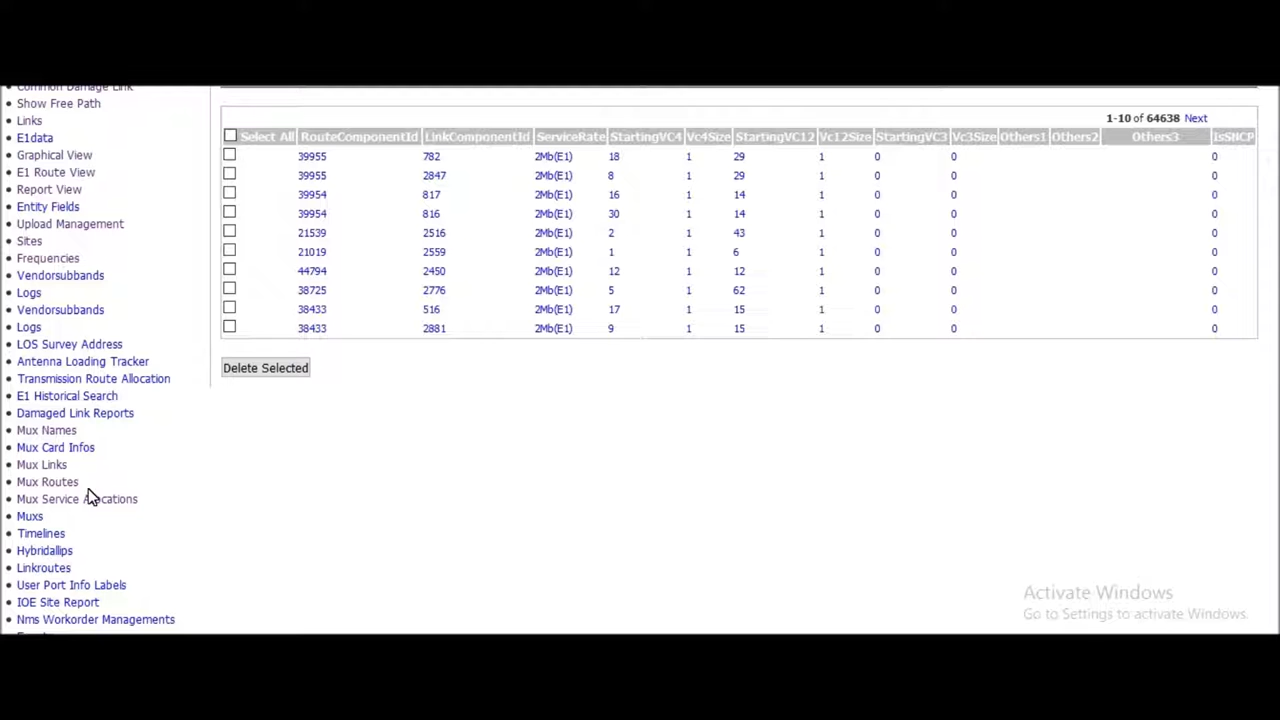 Common Damage Link
Show Free Path
Links
E1data
Graphical View
E1 Route View
Report View
Entity Fields
Upload Management
Sites
Frequencies
Vendorsubbands
Logs
Vendorsubbands
Logs
LOS Survey Address
Antenna Loading Tracker
Transmission Route Allocation
E1 Historical Search
Damaged Link Reports
Mux Names
Mux Card Infos
Mux Links
Mux Routes
Mux Service Allocations
Muxs
Timelines
Hybridallips
Linkroutes
User Port Info Labels
IOE Site Report
Nms Workorder Managements
1-10 of 64638 Next
Select All RouteComponentId LinkComponentId ServiceRate StartingVC4 Vc4Size StartingVC12 Vc12Size StartingVC3 Vc3Size Others1 Others2 Others3 IsSNCP
39955 782 2Mb(E1) 18 1 29 1 0 0 0
39955 2847 2Mb(E1) 8 1 29 1 0 0 0
39954 817 2Mb(E1) 16 1 14 1 0 0 0
39954 816 2Mb(E1) 30 1 14 1 0 0 0
21539 2516 2Mb(E1) 2 1 43 1 0 0 0
21019 2559 2Mb(E1) 1 1 6 1 0 0 0
44794 2450 2Mb(E1) 12 1 12 1 0 0 0
38725 2776 2Mb(E1) 5 1 62 1 0 0 0
38433 516 2Mb(E1) 17 1 15 1 0 0 0
38433 2881 2Mb(E1) 9 1 15 1 0 0 0
Delete Selected
Activate Windows
Go to Settings to activate Windows.